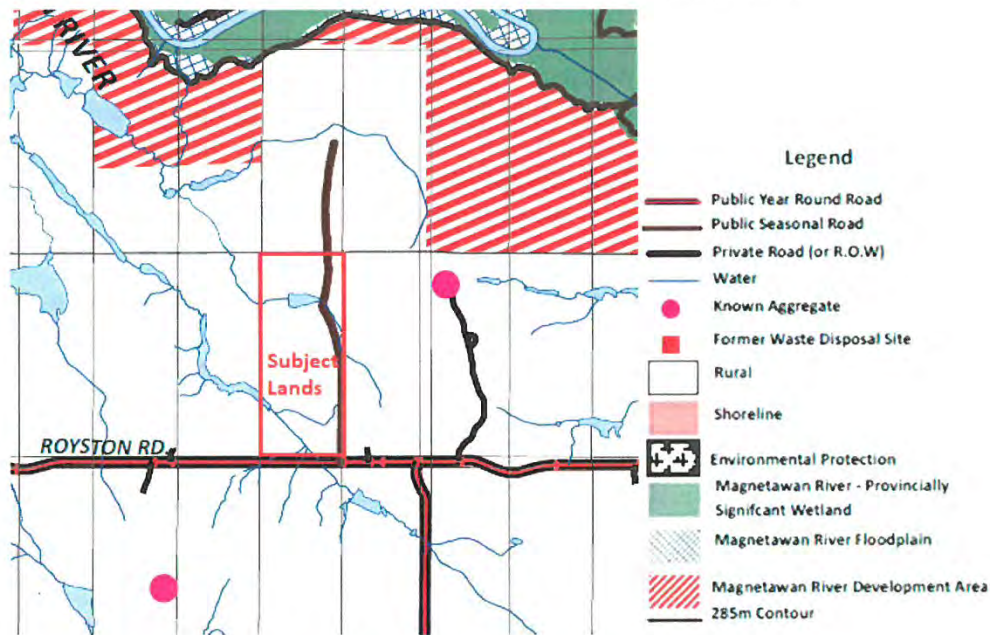 RIVER
Subject
Lands
ROYSTON RD.
Legend
Public Year Round Road
Public Seasonal Road
Private Road (or R.O.W)
Water
Known Aggregate
Former Waste Disposal Site
Rural
Shoreline
Environmental Protection
Magnetawan River - Provincially
Signifcant Wetland
Magnetawan River Floodplain
Magnetawan River Development Area
285m Contour